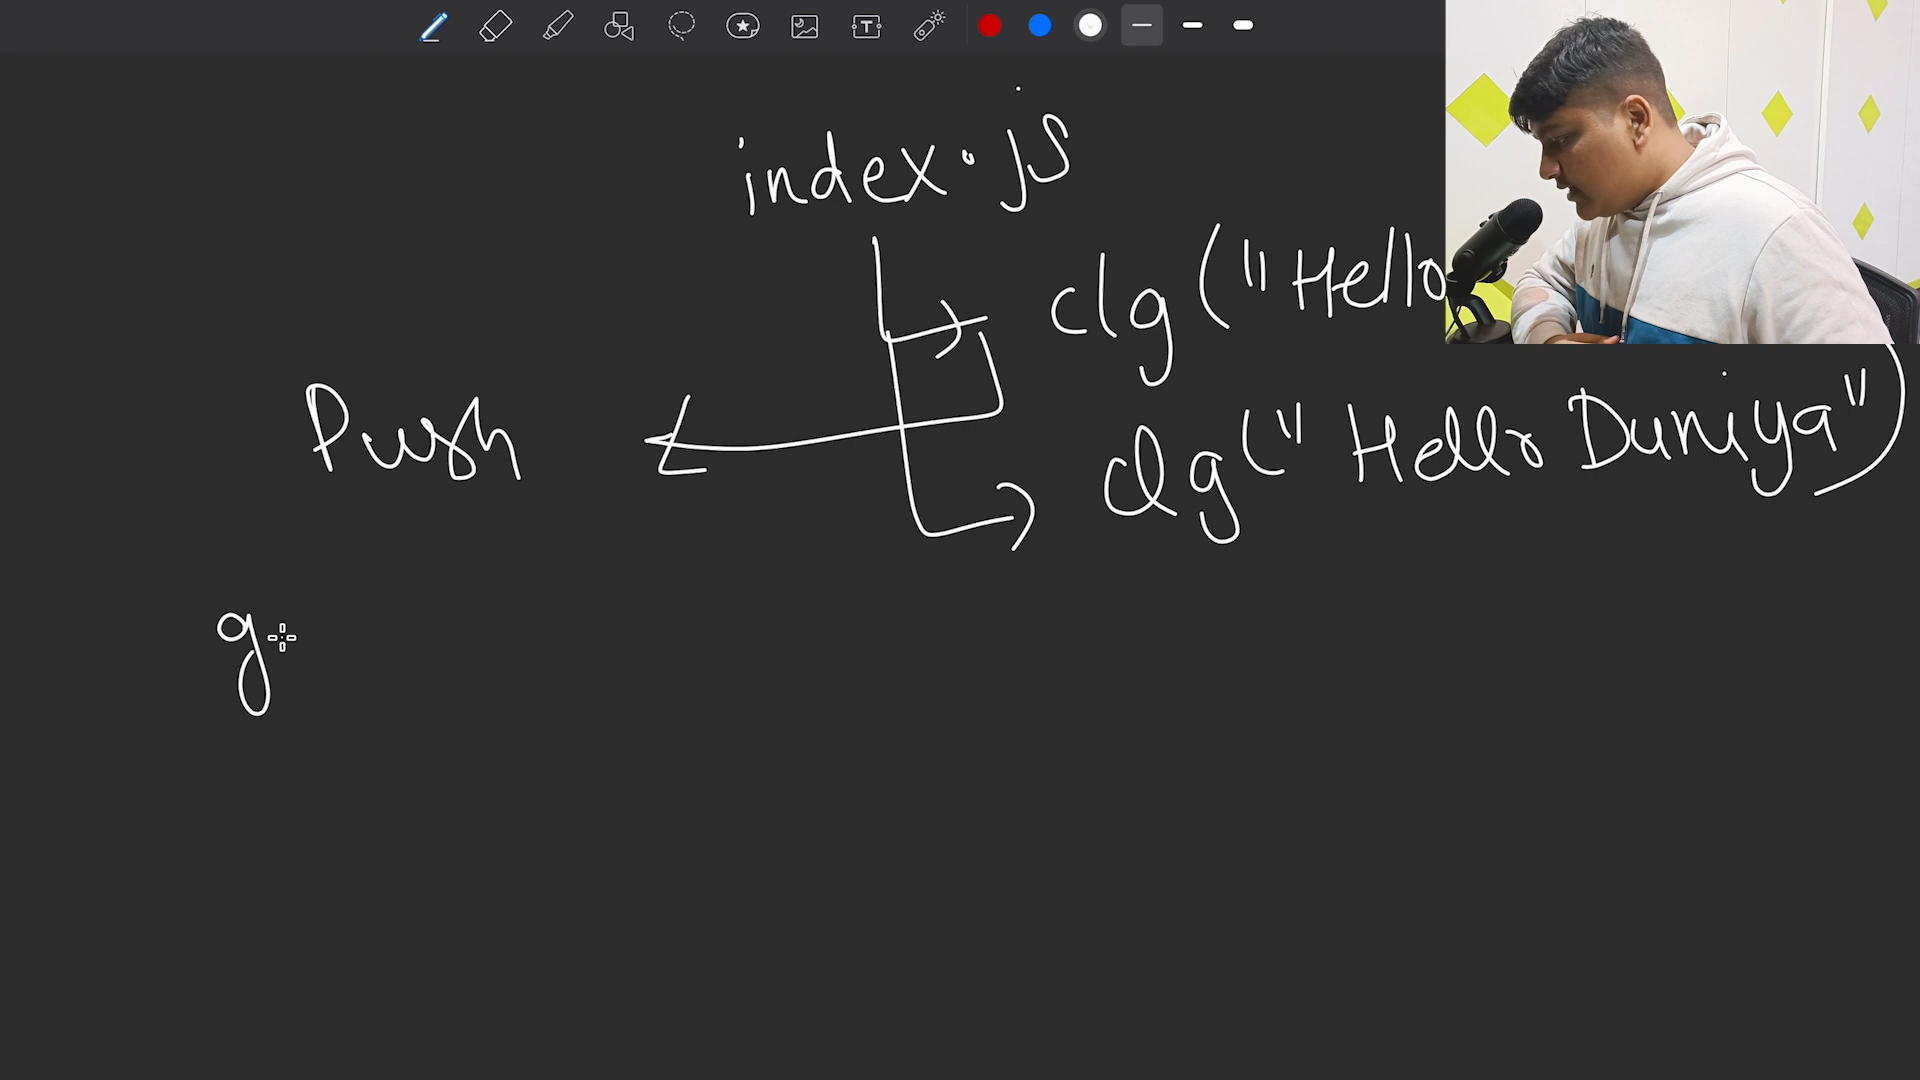 index.js
clg ("Hello
Push
clg (" Hello Duniya")
g